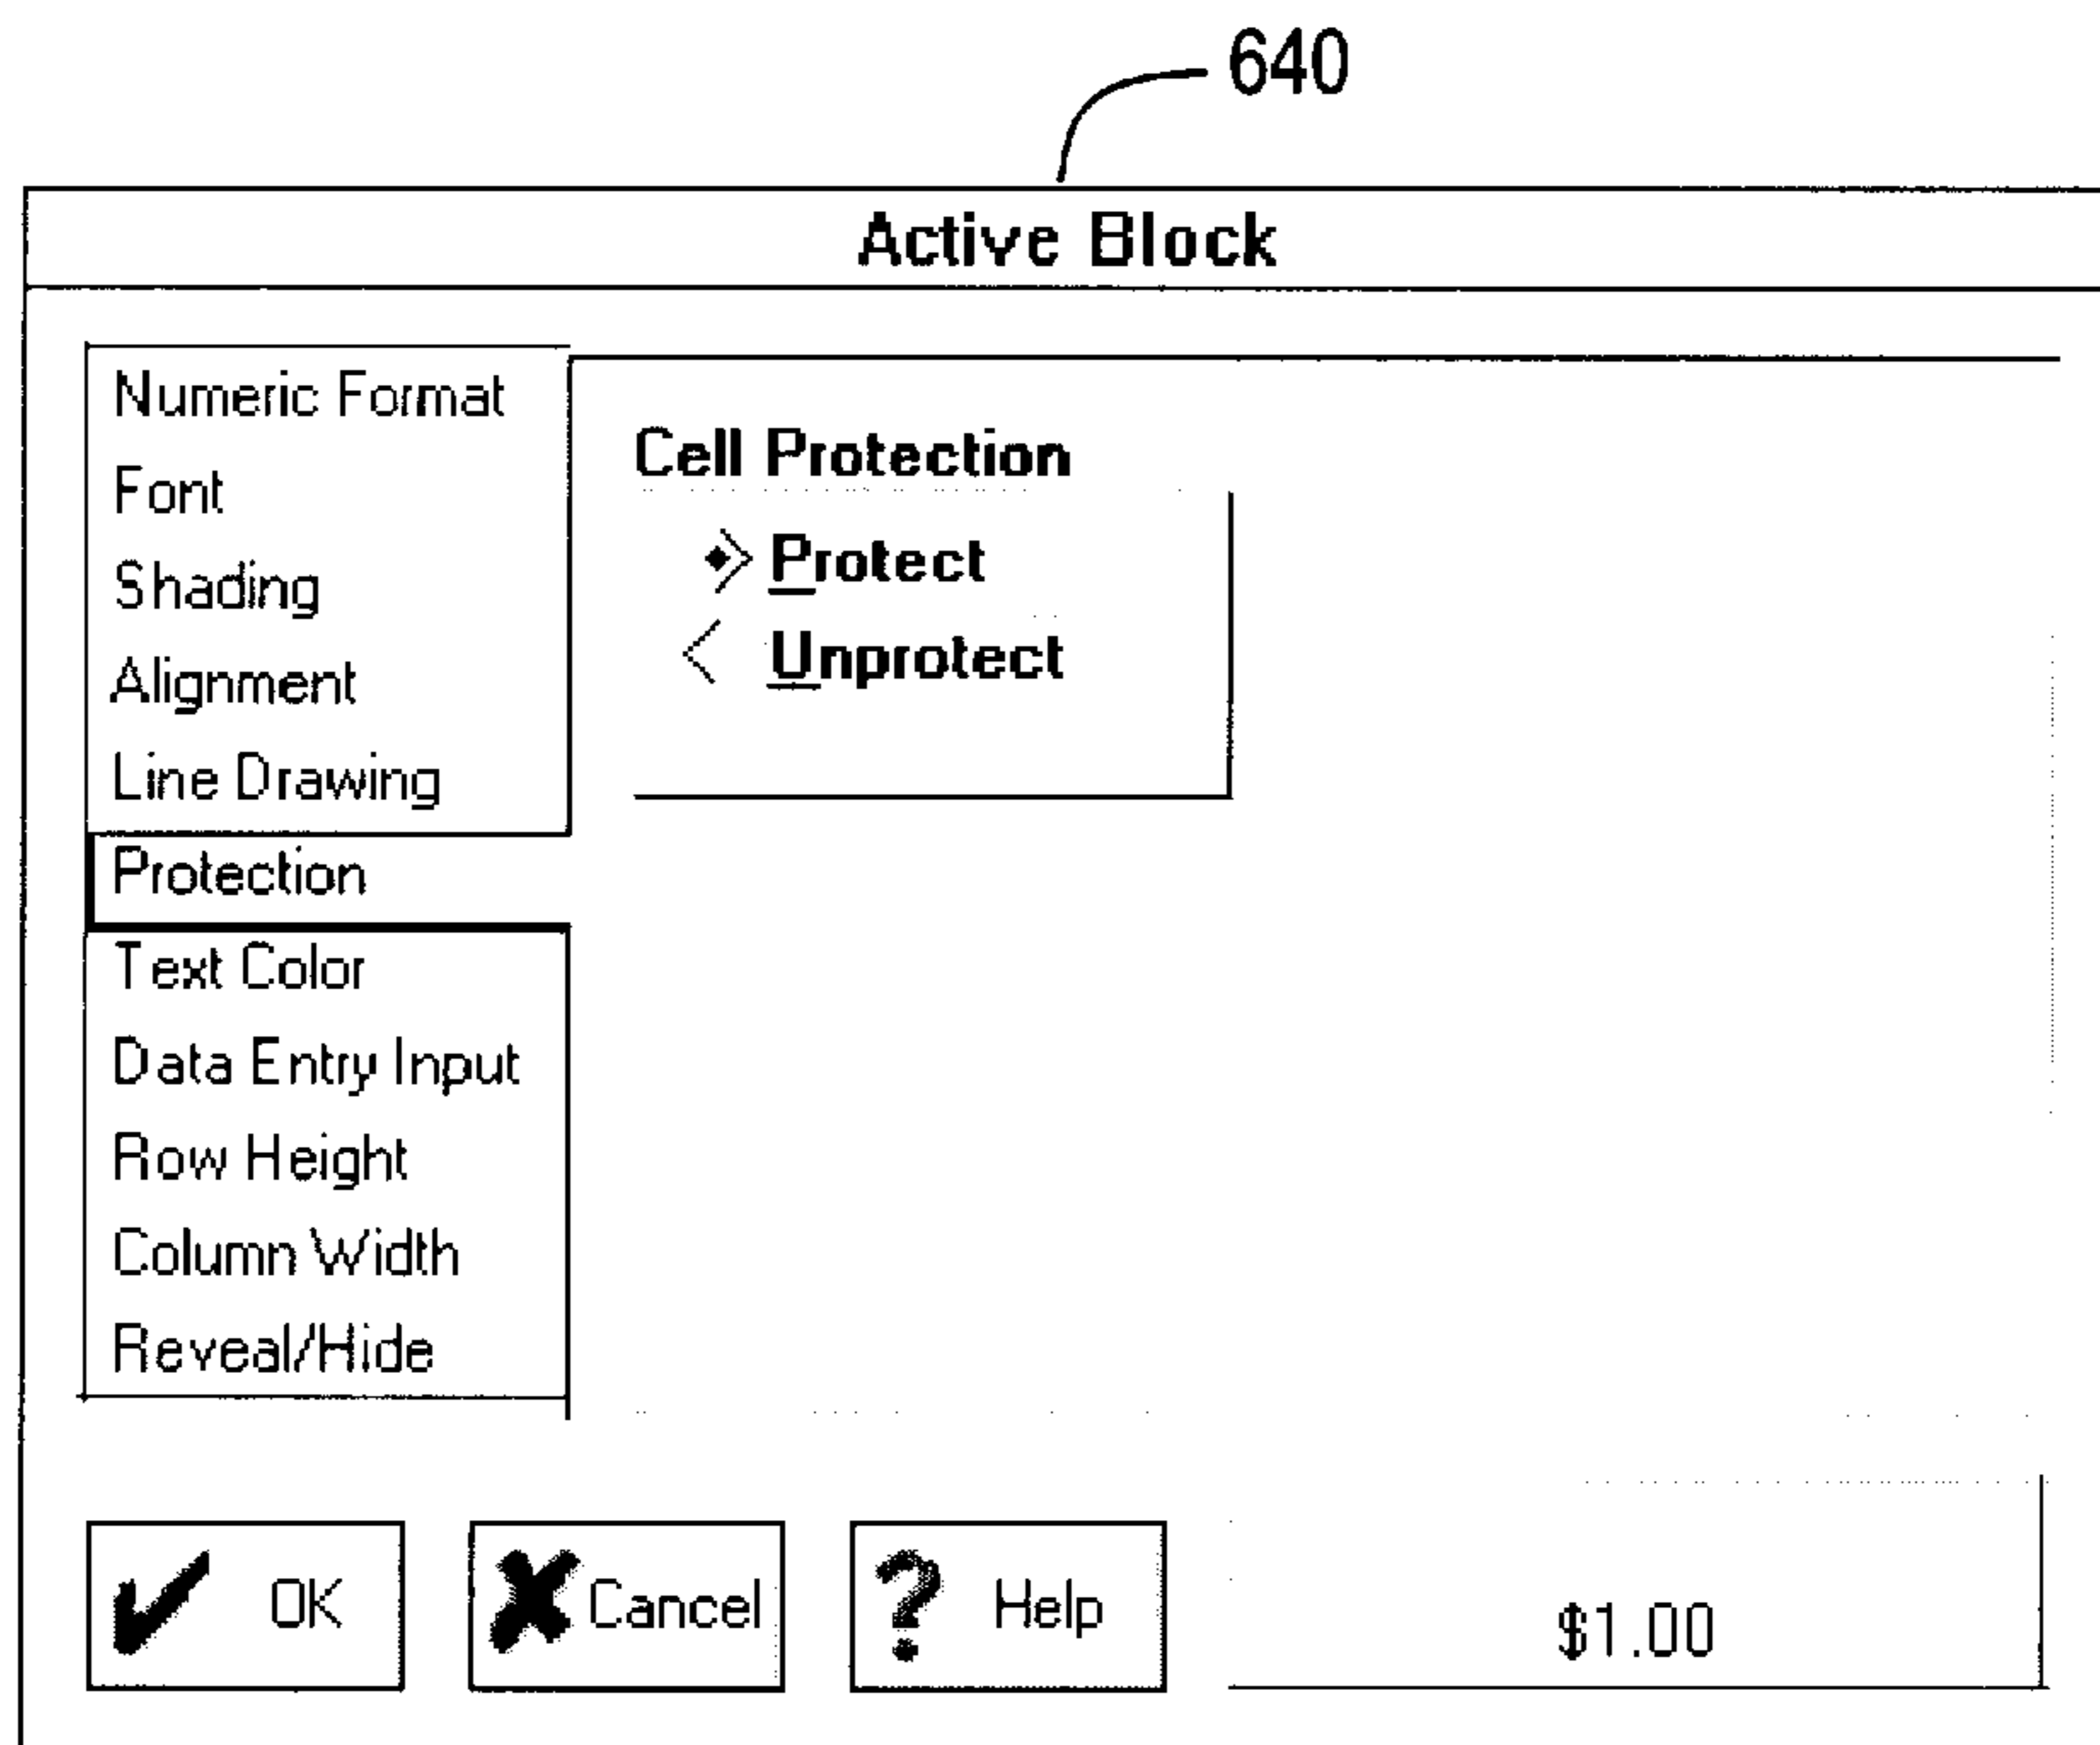 640
Active Block
Numeric Format
Font
Shading
Alignment
Line Drawing
Protection
Text Color
Data Entry Input
Row Height
Column Width
Reveal/Hide
Cell Protection
Protect
Unprotect
OK
Cancel
Help
$1.00